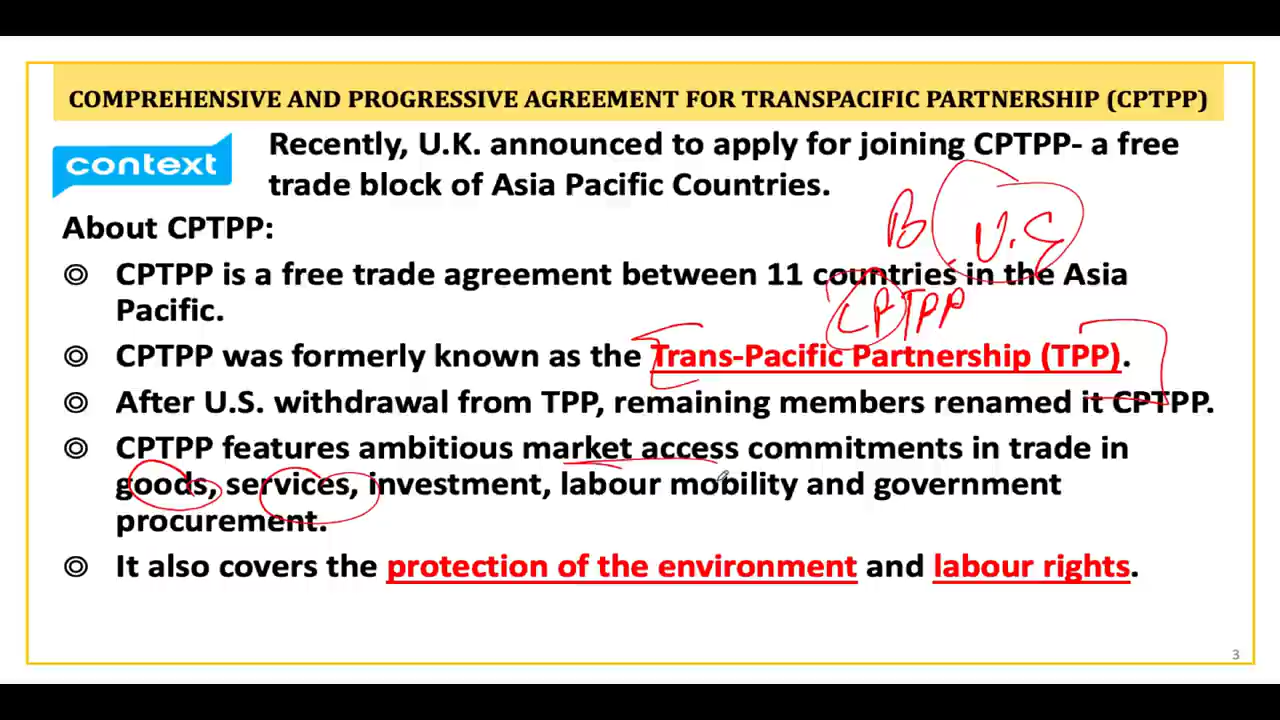 COMPREHENSIVE AND PROGRESSIVE AGREEMENT FOR TRANSPACIFIC PARTNERSHIP (CPTPP)
context
Recently, U.K. announced to apply for joining CPTPP- a free
trade block of Asia Pacific Countries.
About CPTPP:
B U.S
◎ CPTPP is a free trade agreement between 11 countries in the Asia
Pacific.
CPTPP
◎ CPTPP was formerly known as the Trans-Pacific Partnership (TPP).
◎ After U.S. withdrawal from TPP, remaining members renamed it CPTPP.
◎ CPTPP features ambitious market access commitments in trade in
goods, services, investment, labour mobility and government
procurement.
◎ It also covers the protection of the environment and labour rights.
3